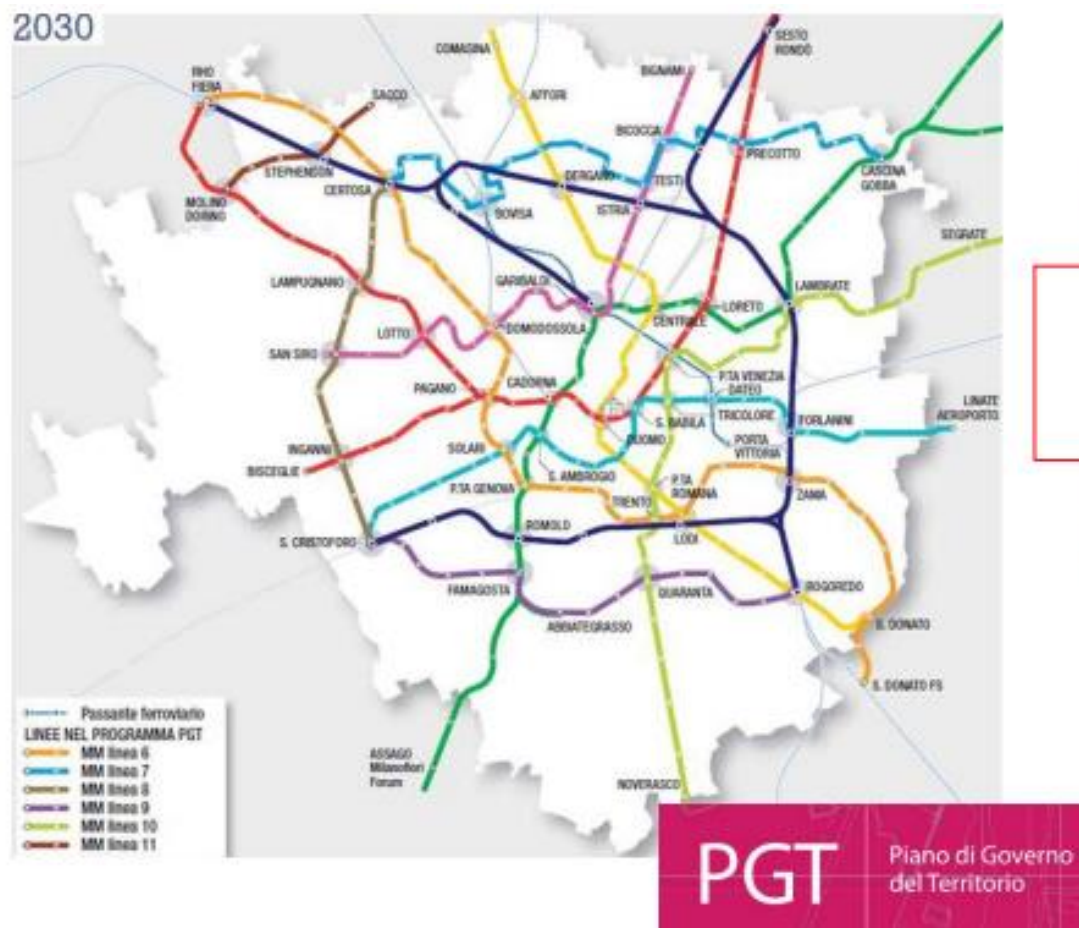 2030
COMASINA
SESTO
RONDÒ
RHO
FIERA
BIGNAMI
SACCO
AFFORI
BICOCCA
PRECOTTO
STEPHENSON
CERTOSA
DERGANO
TESTI
CASCINA
GOBBA
MOLINO
DORINO
BOVISA
ISTRIA
SEGRATE
LAMPUGNANO
GARIBALDI
LAMBRATE
LOTTO
DOMODOSSOLA
CENTRALE
LORETO
SAN SIRO
PAGANO
CADORNA
P.TA VENEZIA
DATEO
LINATE
AEROPORTO
S. BABILA
TRICOLORE
FORLANINI
INGANNI
SOLARI
DUOMO
PORTA
VITTORIA
BISCEGLIE
S. AMBROGIO
P.TA GENOVA
TRENTO
P.TA
ROMANA
ZAMA
S. CRISTOFORO
ROMOLO
LODI
FAMAGOSTA
QUARANTA
ROGOREDO
ABBIATEGRASSO
S. DONATO
S. DONATO FS
Passante ferroviario
LINEE NEL PROGRAMMA PGT
MM linea 6
MM linea 7
MM linea 8
MM linea 9
MM linea 10
MM linea 11
ASSAGO
Milanofiori
Forum
NOVERASCO
PGT
Piano di Governo
del Territorio